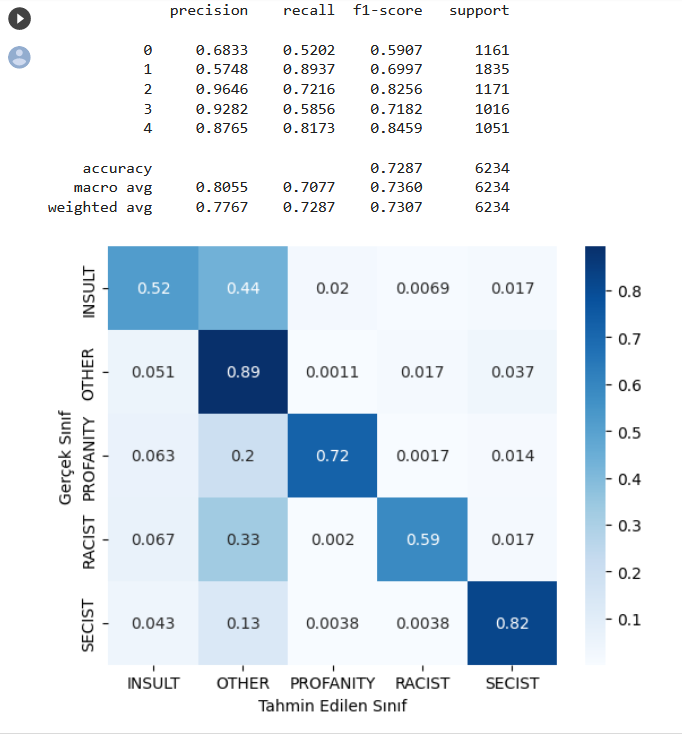 precision recall f1-score support
0 0.6833 0.5202 0.5907 1161
1 0.5748 0.8937 0.6997 1835
2 0.9646 0.7216 0.8256 1171
3 0.9282 0.5856 0.7182 1016
4 0.8765 0.8173 0.8459 1051
accuracy 0.7287 6234
macro avg 0.8055 0.7077 0.7360 6234
weighted avg 0.7767 0.7287 0.7307 6234
Gerçek Sınıf
INSULT 0.52 0.44 0.02 0.0069 0.017
OTHER 0.051 0.89 0.0011 0.017 0.037
PROFANITY 0.063 0.2 0.72 0.0017 0.014
RACIST 0.067 0.33 0.002 0.59 0.017
SECIST 0.043 0.13 0.0038 0.0038 0.82
INSULT OTHER PROFANITY RACIST SECIST
Tahmin Edilen Sınıf
0.8
0.7
0.6
0.5
0.4
0.3
0.2
0.1